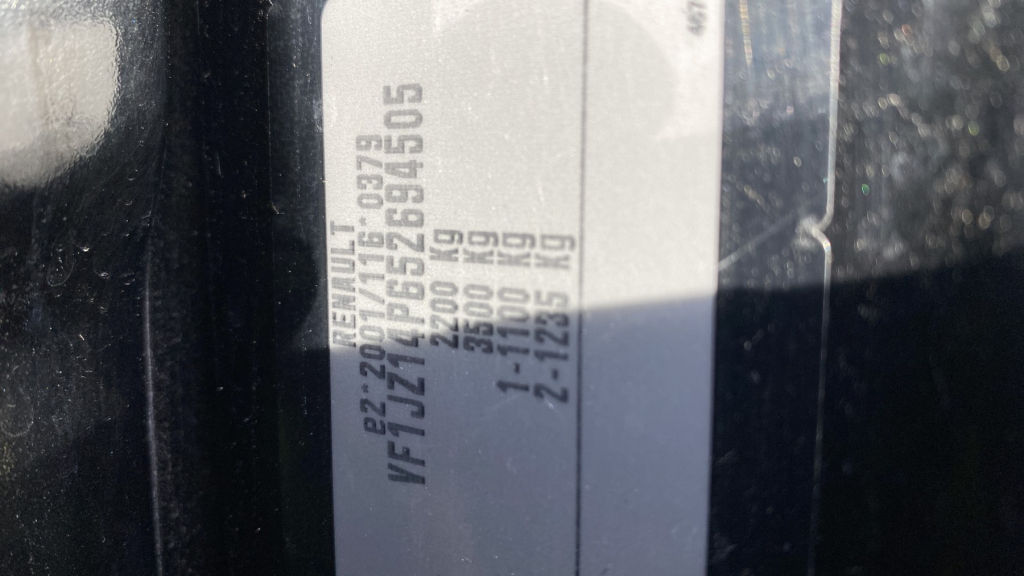 RENAULT
e2*2001/116*0379
VF1JZ14P652694505
2200 Kg
3500 Kg
1-1100 Kg
2-1235 Kg